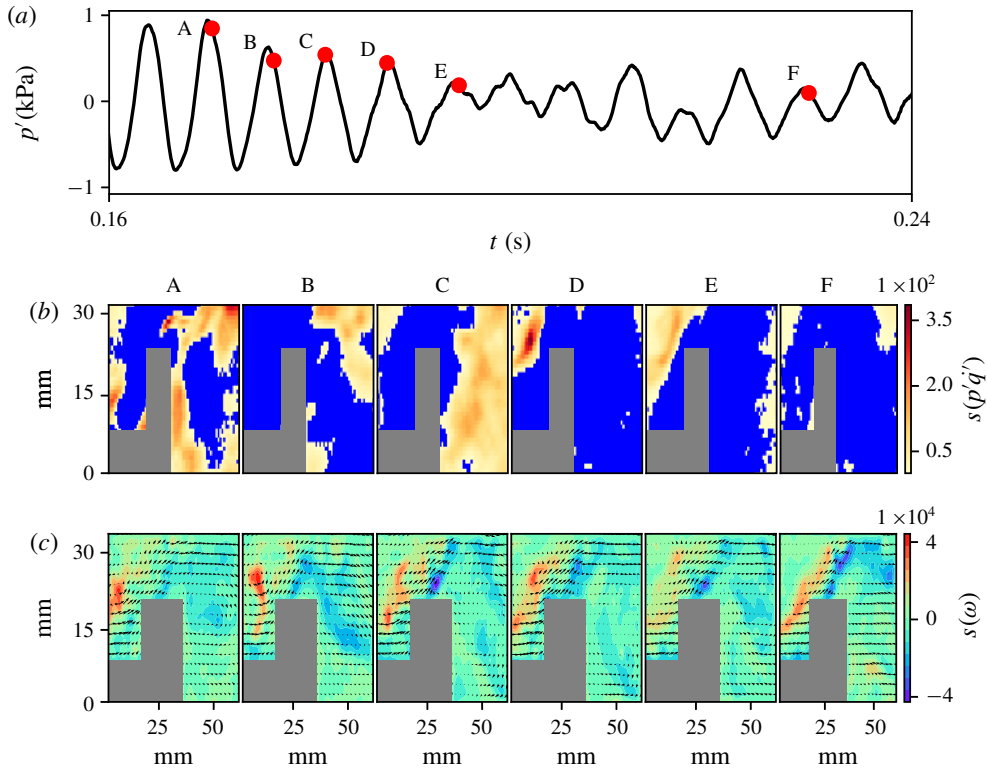 (a)
1
0
−1
p′ (kPa)
A
B
C
D
E
F
0.16
0.24
t (s)
A B C D E F
(b)
30
15
0
mm
1 ×10²
3.5
2.0
0.5
s(p′q̇′)
(c)
30
15
0
mm
1 ×10⁴
4
0
−4
s(ω)
25 50 25 50 25 50 25 50 25 50 25 50
mm mm mm mm mm mm